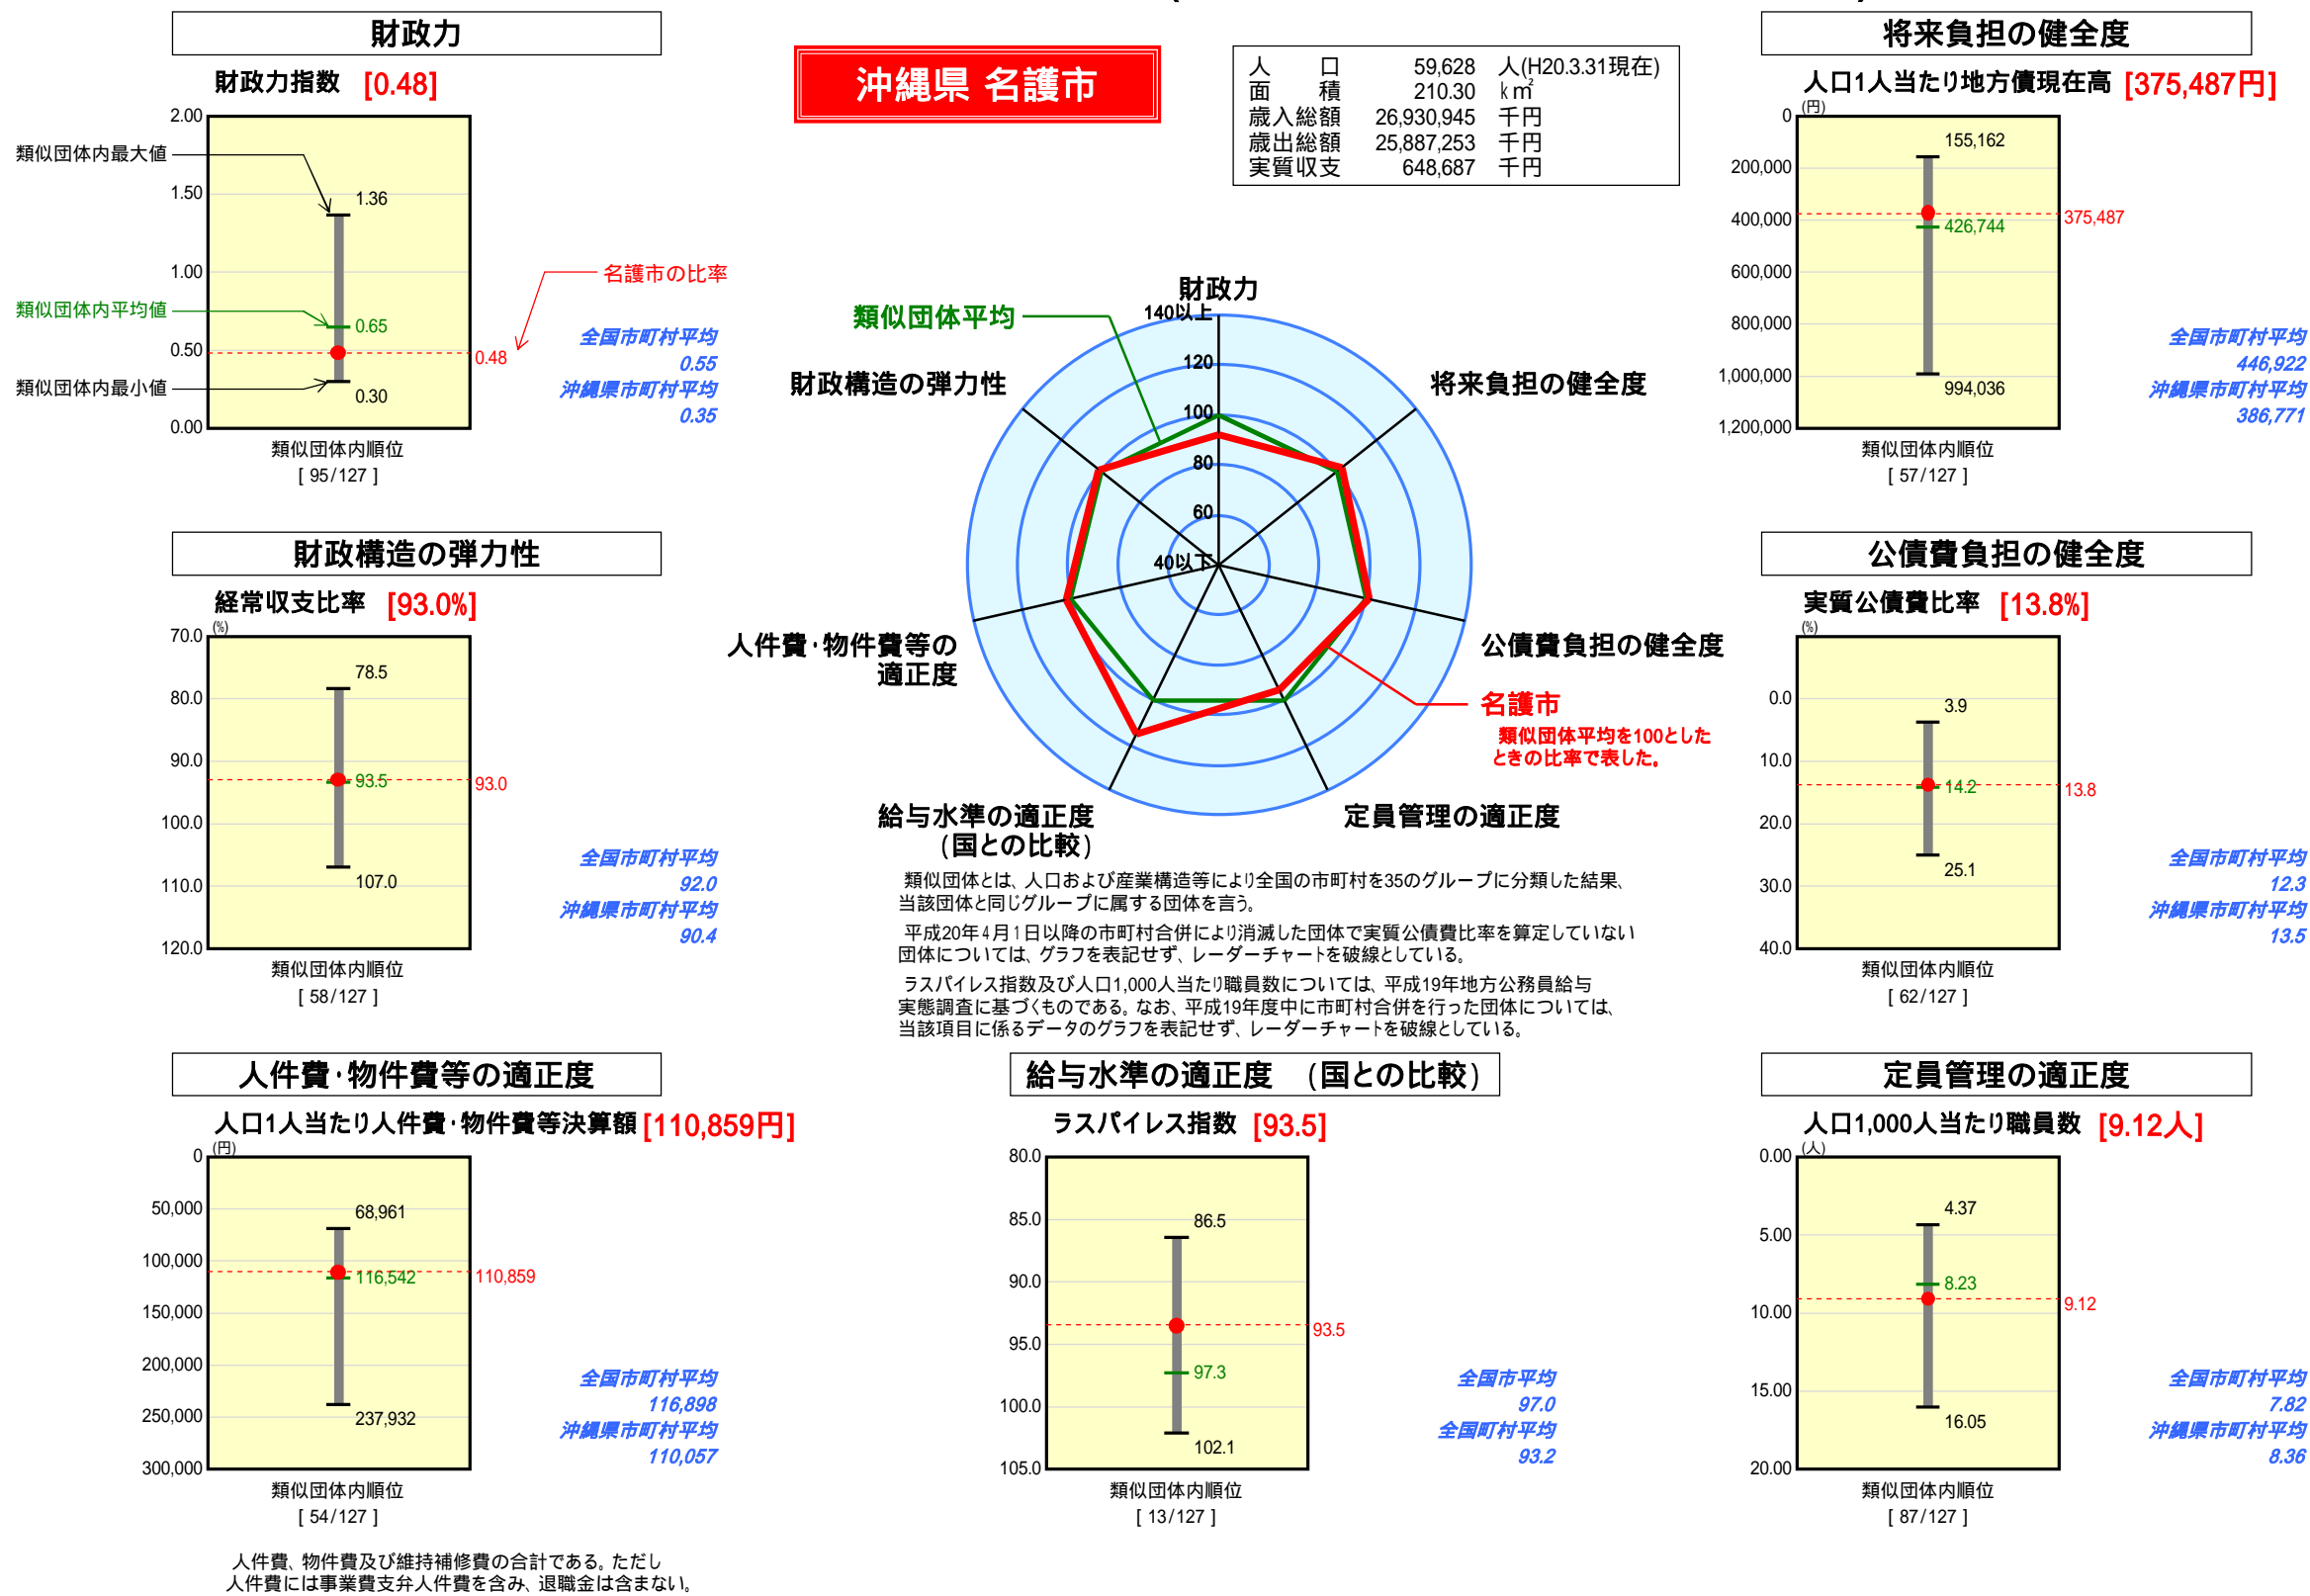 財政力
財政力指数 [0.48]
2.00
1.50
1.00
0.50
0.00
類似団体内最大値
類似団体内平均値
類似団体内最小値
1.36
0.65
0.30
0.48
名護市の比率
全国市町村平均
0.55
沖縄県市町村平均
0.35
類似団体内順位
[ 95/127 ]
沖縄県 名護市
人　口 59,628 人(H20.3.31現在)
面　積 210.30 k㎡
歳入総額 26,930,945 千円
歳出総額 25,887,253 千円
実質収支 648,687 千円
将来負担の健全度
人口1人当たり地方債現在高 [375,487円]
(円)
0
200,000
400,000
600,000
800,000
1,000,000
1,200,000
155,162
426,744
994,036
375,487
全国市町村平均
446,922
沖縄県市町村平均
386,771
類似団体内順位
[ 57/127 ]
財政力
140以上
120
100
80
60
40以下
類似団体平均
財政構造の弾力性
将来負担の健全度
人件費・物件費等の
適正度
公債費負担の健全度
給与水準の適正度
(国との比較)
定員管理の適正度
名護市
類似団体平均を100とした
ときの比率で表した。
財政構造の弾力性
経常収支比率 [93.0%]
(%)
70.0
80.0
90.0
100.0
110.0
120.0
78.5
93.5
107.0
93.0
全国市町村平均
92.0
沖縄県市町村平均
90.4
類似団体内順位
[ 58/127 ]
公債費負担の健全度
実質公債費比率 [13.8%]
(%)
0.0
10.0
20.0
30.0
40.0
3.9
14.2
25.1
13.8
全国市町村平均
12.3
沖縄県市町村平均
13.5
類似団体内順位
[ 62/127 ]
類似団体とは、人口および産業構造等により全国の市町村を35のグループに分類した結果、
当該団体と同じグループに属する団体を言う。
平成20年4月1日以降の市町村合併により消滅した団体で実質公債費比率を算定していない
団体については、グラフを表記せず、レーダーチャートを破線としている。
ラスパイレス指数及び人口1,000人当たり職員数については、平成19年地方公務員給与
実態調査に基づくものである。なお、平成19年度中に市町村合併を行った団体については、
当該項目に係るデータのグラフを表記せず、レーダーチャートを破線としている。
人件費・物件費等の適正度
人口1人当たり人件費・物件費等決算額 [110,859円]
(円)
0
50,000
100,000
150,000
200,000
250,000
300,000
68,961
116,542
237,932
110,859
全国市町村平均
116,898
沖縄県市町村平均
110,057
類似団体内順位
[ 54/127 ]
人件費、物件費及び維持補修費の合計である。ただし
人件費には事業費支弁人件費を含み、退職金は含まない。
給与水準の適正度　(国との比較)
ラスパイレス指数 [93.5]
80.0
85.0
90.0
95.0
100.0
105.0
86.5
97.3
102.1
93.5
全国市平均
97.0
全国町村平均
93.2
類似団体内順位
[ 13/127 ]
定員管理の適正度
人口1,000人当たり職員数 [9.12人]
(人)
0.00
5.00
10.00
15.00
20.00
4.37
8.23
16.05
9.12
全国市町村平均
7.82
沖縄県市町村平均
8.36
類似団体内順位
[ 87/127 ]